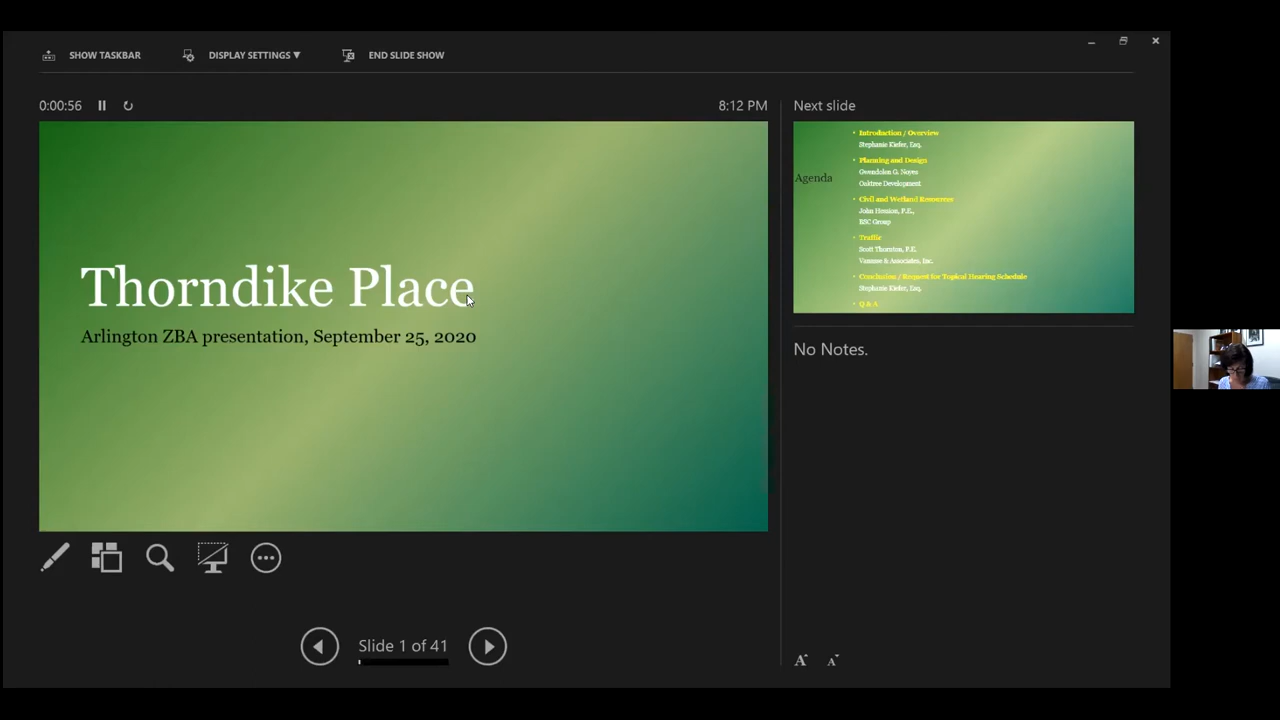 SHOW TASKBAR
DISPLAY SETTINGS ▼
END SLIDE SHOW
0:00:56
8:12 PM
Thorndike Place
Arlington ZBA presentation, September 25, 2020
Slide 1 of 41
Next slide
Agenda
• Introduction / Overview
Stephanie Kiefer, Esq.
• Planning and Design
Gwendolen G. Noyes
Oaktree Development
• Civil and Wetland Resources
John Hession, P.E.,
BSC Group
• Traffic
Scott Thornton, P.E.
Vanasse & Associates, Inc.
• Conclusion / Request for Topical Hearing Schedule
Stephanie Kiefer, Esq.
• Q & A
No Notes.
A A